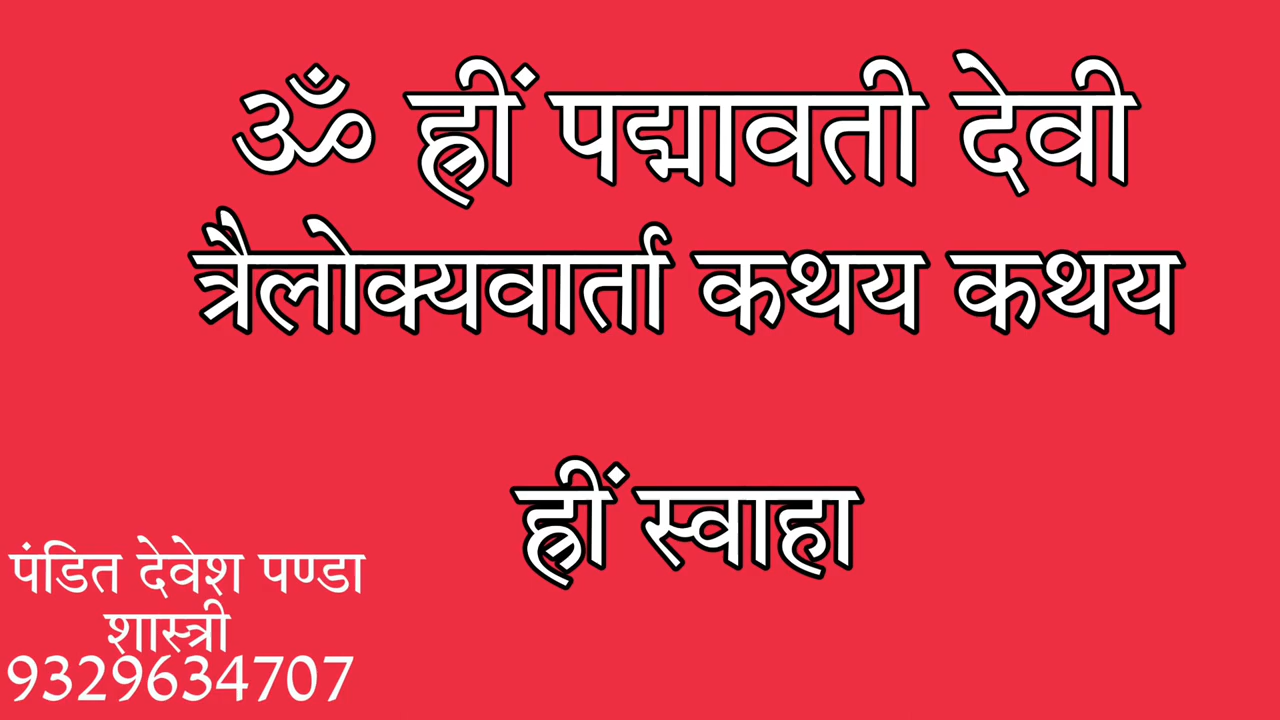 ॐ ह्रीं पद्मावती देवी
त्रैलोक्यवार्ता कथय कथय
ह्रीं स्वाहा
पंडित देवेश पण्डा
शास्त्री
9329634707